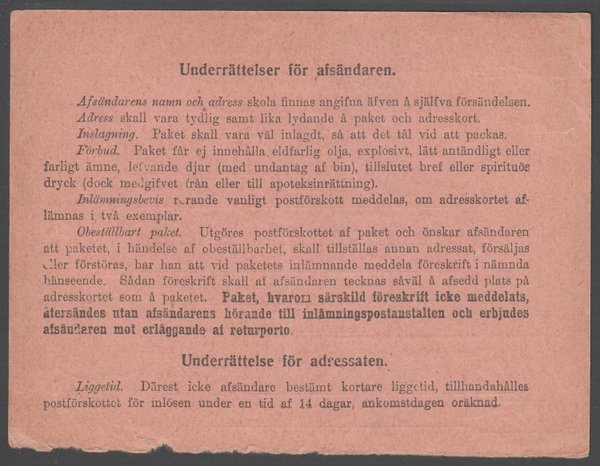 Underrättelser för afsändaren.
Afsändarens namn och adress skola finnas angifna äfven å själfva försändelsen.
Adress skall vara tydlig samt lika lydande å paket och adresskort.
Inslagning. Paket skall vara väl inlagdt, så att det tål vid att packas.
Förbud. Paket får ej innehålla eldfarlig olja, explosivt, lätt antändligt eller
farligt ämne, lefvande djur (med undantag af bin), tillslutet bref eller spirituös
dryck (dock medgifvet från eller till apoteksinrättning).
Inlämningsbevis rörande vanligt postförskott meddelas, om adresskortet af-
lämnas i två exemplar.
Obeställbart paket. Utgöres postförskottet af paket och önskar afsändaren
att paketet, i händelse af obeställbarhet, skall tillställas annan adressat, försäljas
eller förstöras, har han att vid paketets inlämnande meddela föreskrift i nämnda
hänseende. Sådan föreskrift skall af afsändaren tecknas såväl å afsedd plats på
adresskortet som å paketet. Paket, hvarom särskild föreskrift icke meddelats,
återsändes utan afsändarens hörande till inlämningspostanstalten och erbjudes
afsändaren mot erläggande af returporto.
Underrättelse för adressaten.
Liggetid. Därest icke afsändare bestämt kortare liggetid, tillhandahålles
postförskottet för inlösen under en tid af 14 dagar, ankomstdagen oräknad.